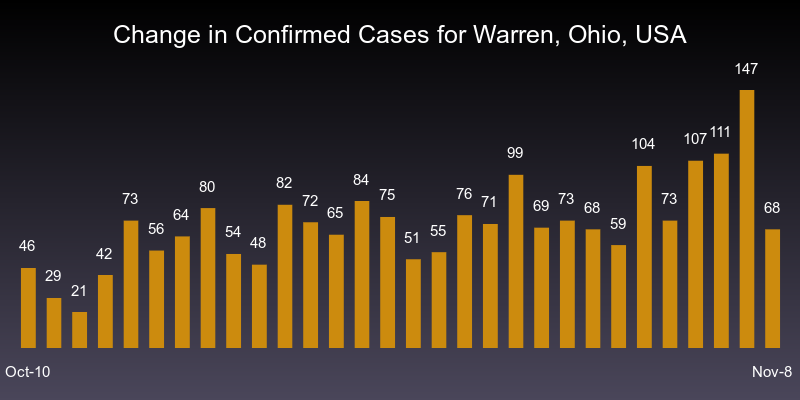 Change in Confirmed Cases for Warren, Ohio, USA
46 29 21 42 73 56 64 80 54 48 82 72 65 84 75 51 55 76 71 99 69 73 68 59 104 73 107 111 147 68
Oct-10 Nov-8